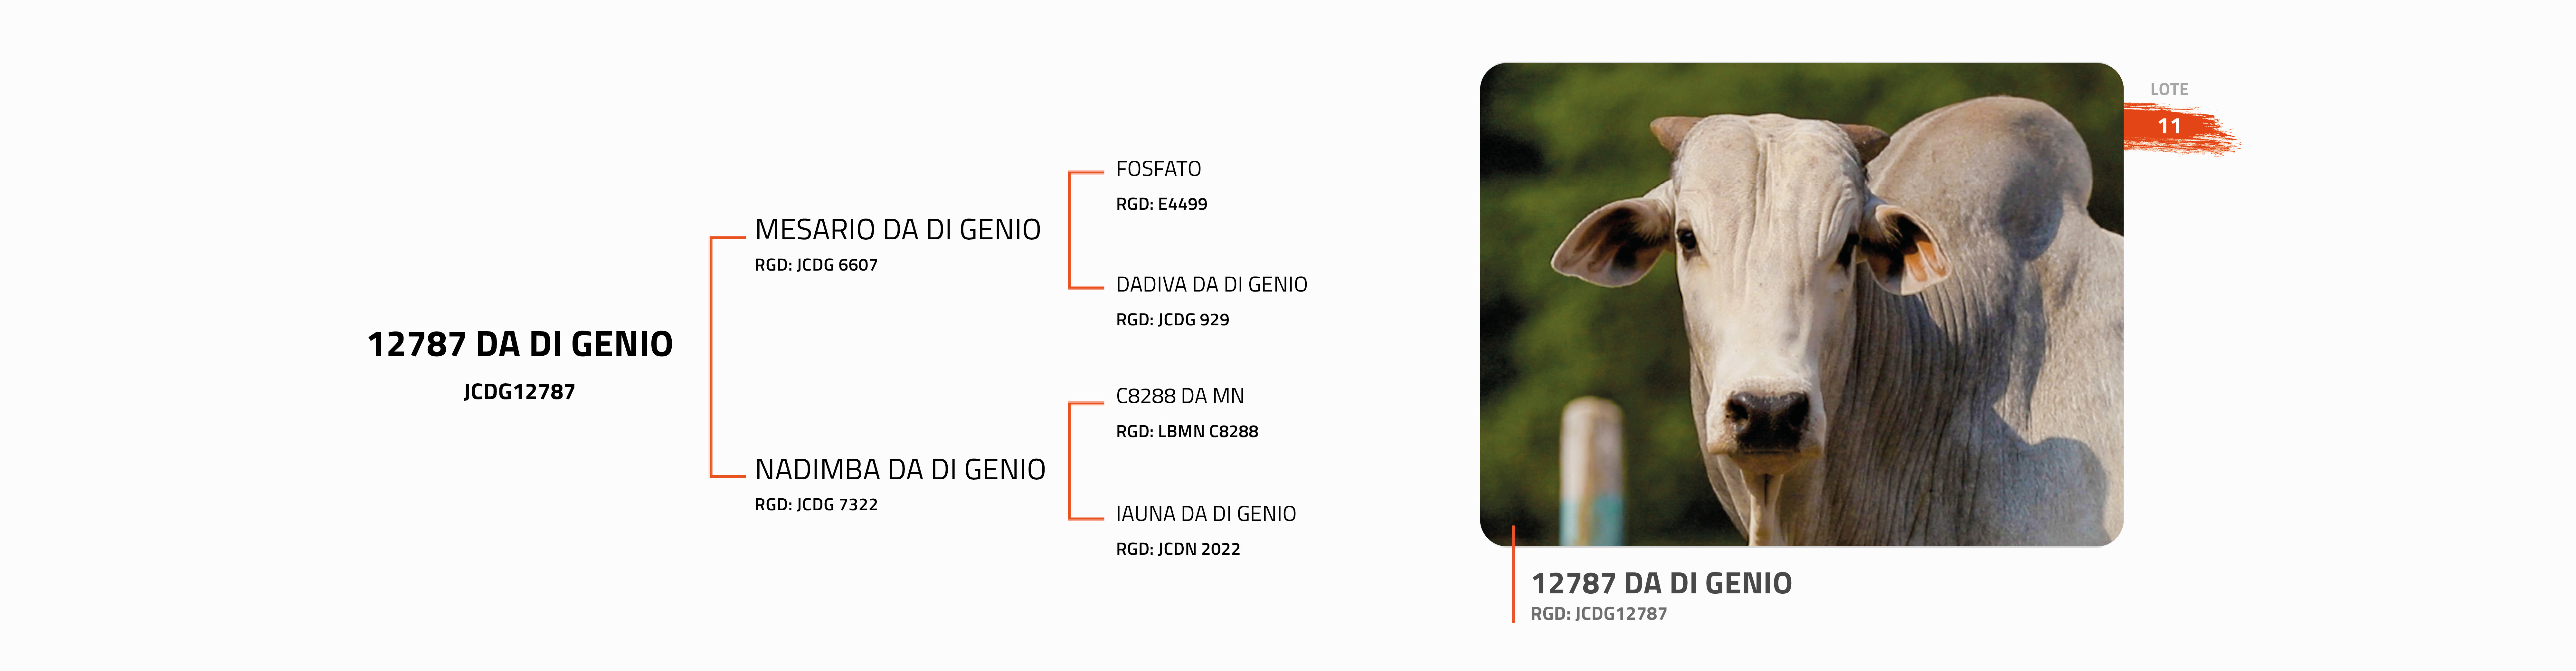 12787 DA DI GENIO
JCDG12787
MESARIO DA DI GENIO
RGD: JCDG 6607
NADIMBA DA DI GENIO
RGD: JCDG 7322
FOSFATO
RGD: E4499
DADIVA DA DI GENIO
RGD: JCDG 929
C8288 DA MN
RGD: LBMN C8288
IAUNA DA DI GENIO
RGD: JCDN 2022
LOTE
11
12787 DA DI GENIO
RGD: JCDG12787